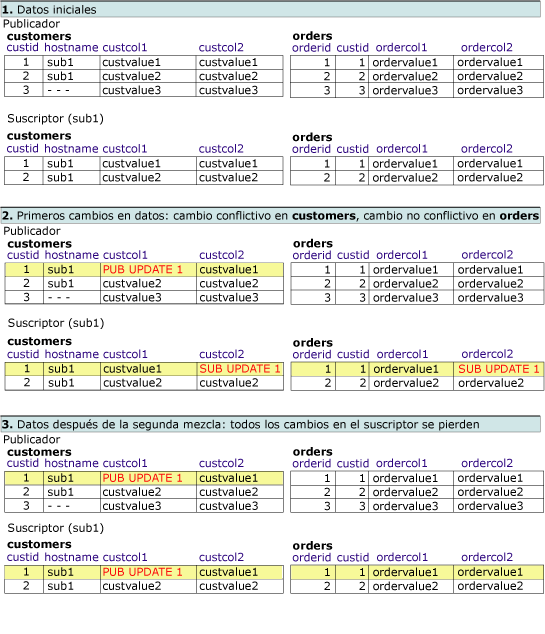 1. Datos iniciales
Publicador
customers orders
custid hostname custcol1 custcol2 orderid custid ordercol1 ordercol2
1 sub1 custvalue1 custvalue1 1 1 ordervalue1 ordervalue1
2 sub1 custvalue2 custvalue2 2 2 ordervalue2 ordervalue2
3 - - - custvalue3 custvalue3 3 3 ordervalue3 ordervalue3
Suscriptor (sub1)
customers orders
custid hostname custcol1 custcol2 orderid custid ordercol1 ordercol2
1 sub1 custvalue1 custvalue1 1 1 ordervalue1 ordervalue1
2 sub1 custvalue2 custvalue2 2 2 ordervalue2 ordervalue2
2. Primeros cambios en datos: cambio conflictivo en customers, cambio no conflictivo en orders
Publicador
customers orders
custid hostname custcol1 custcol2 orderid custid ordercol1 ordercol2
1 sub1 PUB UPDATE 1 custvalue1 1 1 ordervalue1 ordervalue1
2 sub1 custvalue2 custvalue2 2 2 ordervalue2 ordervalue2
3 - - - custvalue3 custvalue3 3 3 ordervalue3 ordervalue3
Suscriptor (sub1)
customers orders
custid hostname custcol1 custcol2 orderid custid ordercol1 ordercol2
1 sub1 custvalue1 SUB UPDATE 1 1 1 ordervalue1 SUB UPDATE 1
2 sub1 custvalue2 custvalue2 2 2 ordervalue2 ordervalue2
3. Datos después de la segunda mezcla: todos los cambios en el suscriptor se pierden
Publicador
customers orders
custid hostname custcol1 custcol2 orderid custid ordercol1 ordercol2
1 sub1 PUB UPDATE 1 custvalue1 1 1 ordervalue1 ordervalue1
2 sub1 custvalue2 custvalue2 2 2 ordervalue2 ordervalue2
3 - - - custvalue3 custvalue3 3 3 ordervalue3 ordervalue3
Suscriptor (sub1)
customers orders
custid hostname custcol1 custcol2 orderid custid ordercol1 ordercol2
1 sub1 PUB UPDATE 1 custvalue1 1 1 ordervalue1 ordervalue1
2 sub1 custvalue2 custvalue2 2 2 ordervalue2 ordervalue2